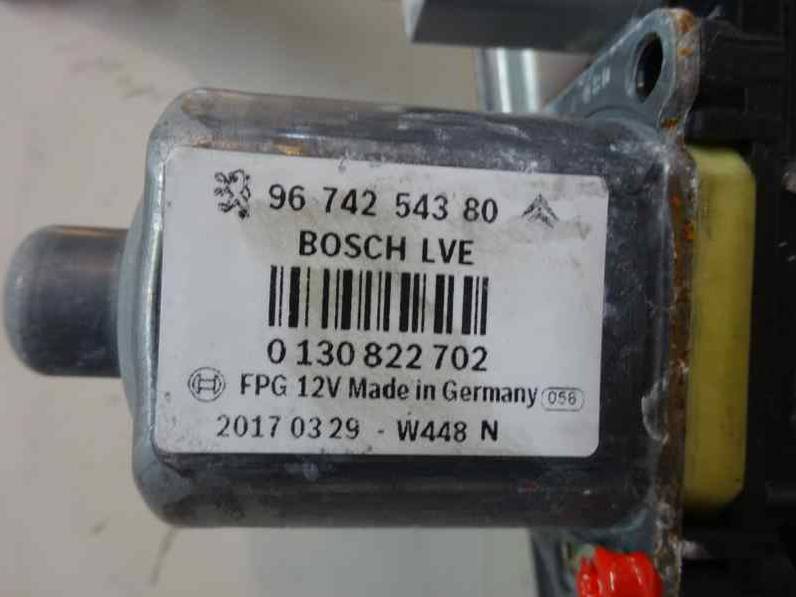 96 742 543 80
BOSCH LVE
0 130 822 702
FPG 12V Made in Germany 056
2017 03 29 - W448 N